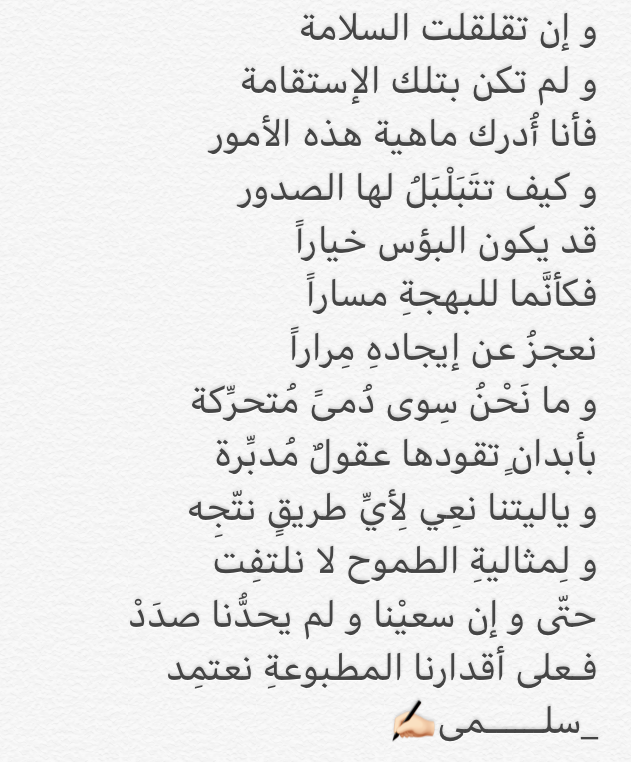 و إن تقلقلت السلامة
و لم تكن بتلك الإستقامة
فأنا أُدرك ماهية هذه الأمور
و كيف تتَبَلْبَلُ لها الصدور
قد يكون البؤس خياراً
فكأنَّما للبهجةِ مساراً
نعجزُ عن إيجادهِ مِراراً
و ما نَحْنُ سِوى دُمىً مُتحرِّكة
بأبدانٍ تقودها عقولٌ مُدبِّرة
و ياليتنا نعِي لِأيِّ طريقٍ نتّجِه
و لِمثاليةِ الطموح لا نلتفِت
حتّى و إن سعيْنا و لم يحدُّنا صدَدْ
فـعلى أقدارنا المطبوعةِ نعتمِد
_سلـــــمى✍🏻